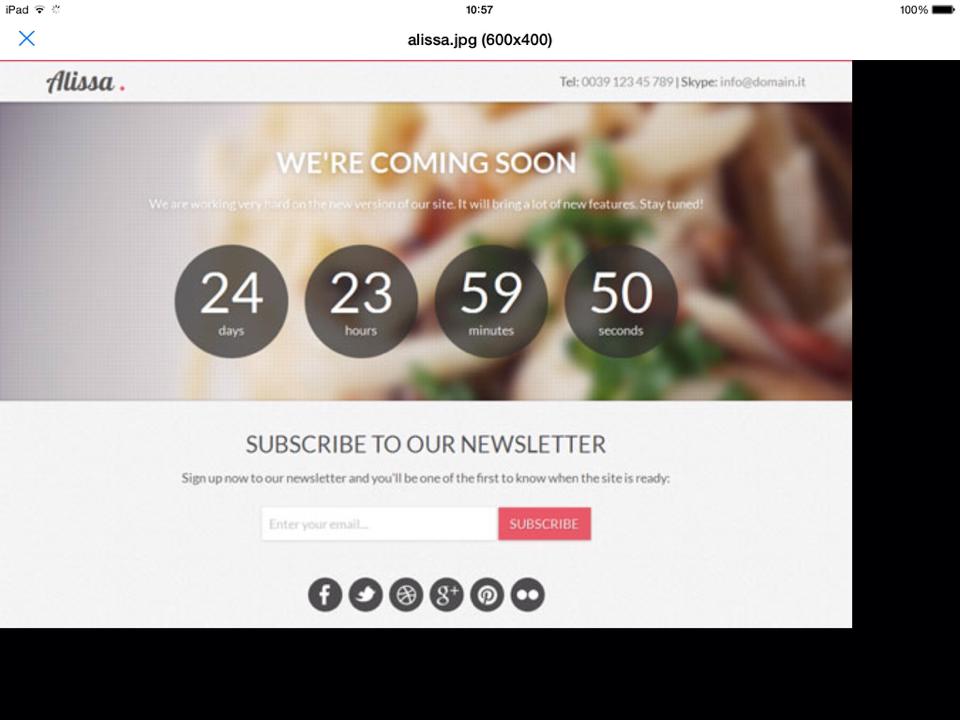 iPad 10:57 100%
alissa.jpg (600x400)
Alissa.
Tel: 0039 123 45 789 | Skype: info@domain.it
WE'RE COMING SOON
We are working very hard on the new version of our site. It will bring a lot of new features. Stay tuned!
24 23 59 50
days hours minutes seconds
SUBSCRIBE TO OUR NEWSLETTER
Sign up now to our newsletter and you'll be one of the first to know when the site is ready:
Enter your email... SUBSCRIBE